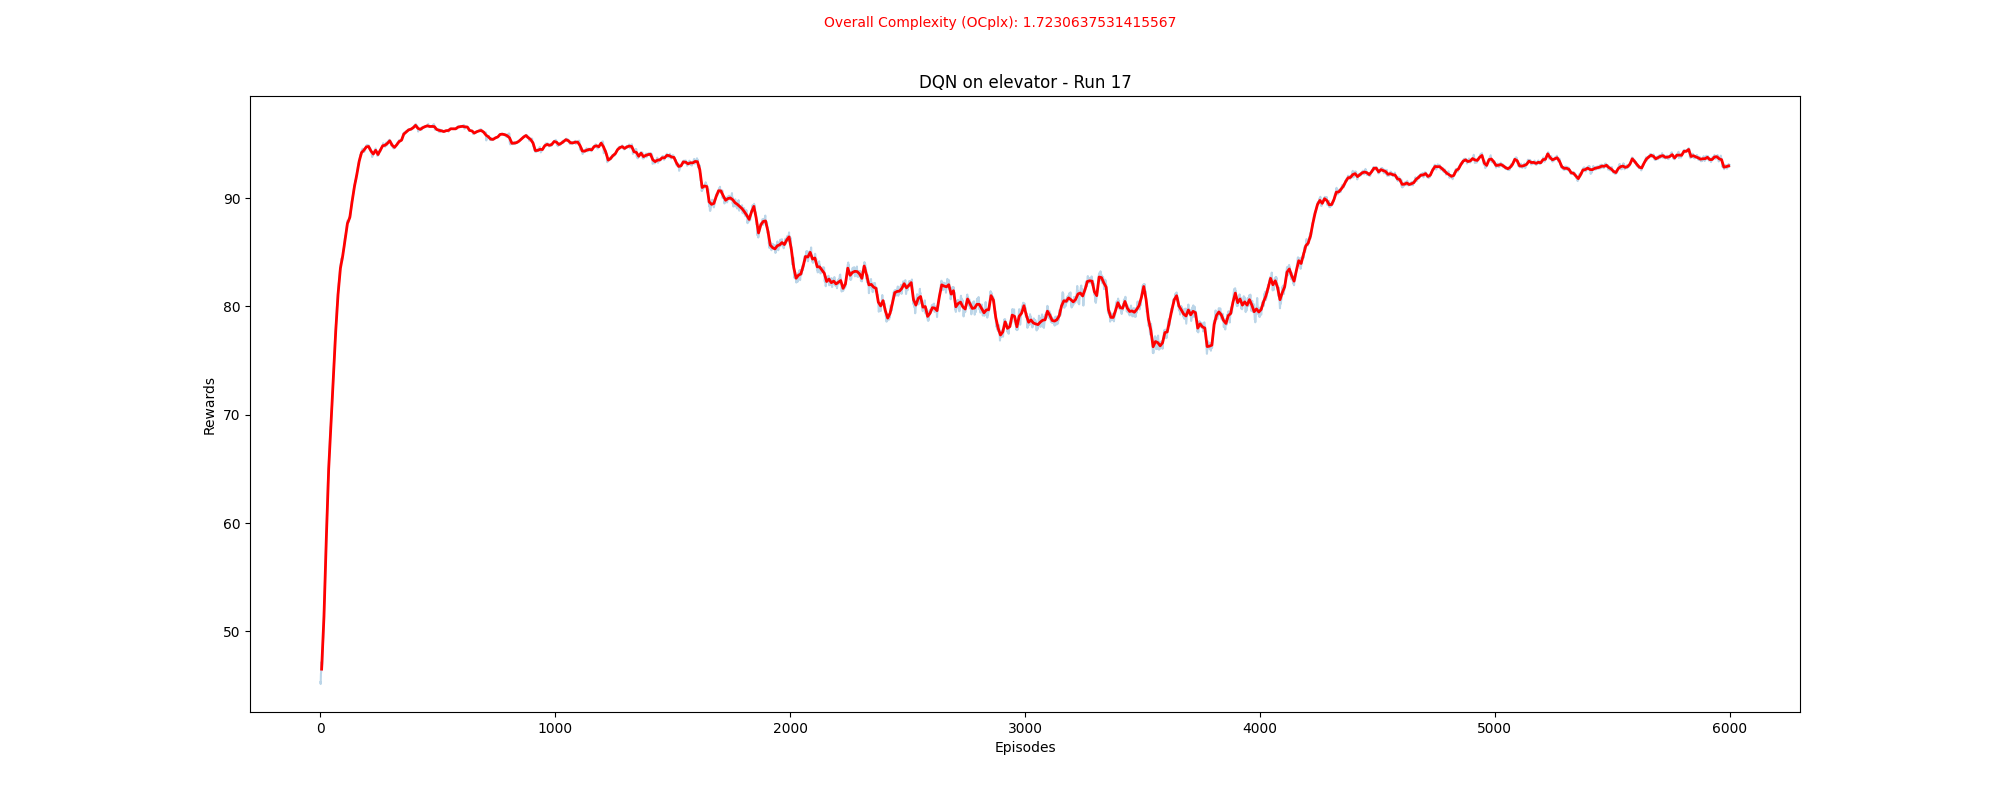 Overall Complexity (OCplx): 1.7230637531415567
DQN on elevator - Run 17
90
80
70
60
50
Rewards
0 1000 2000 3000 4000 5000 6000
Episodes